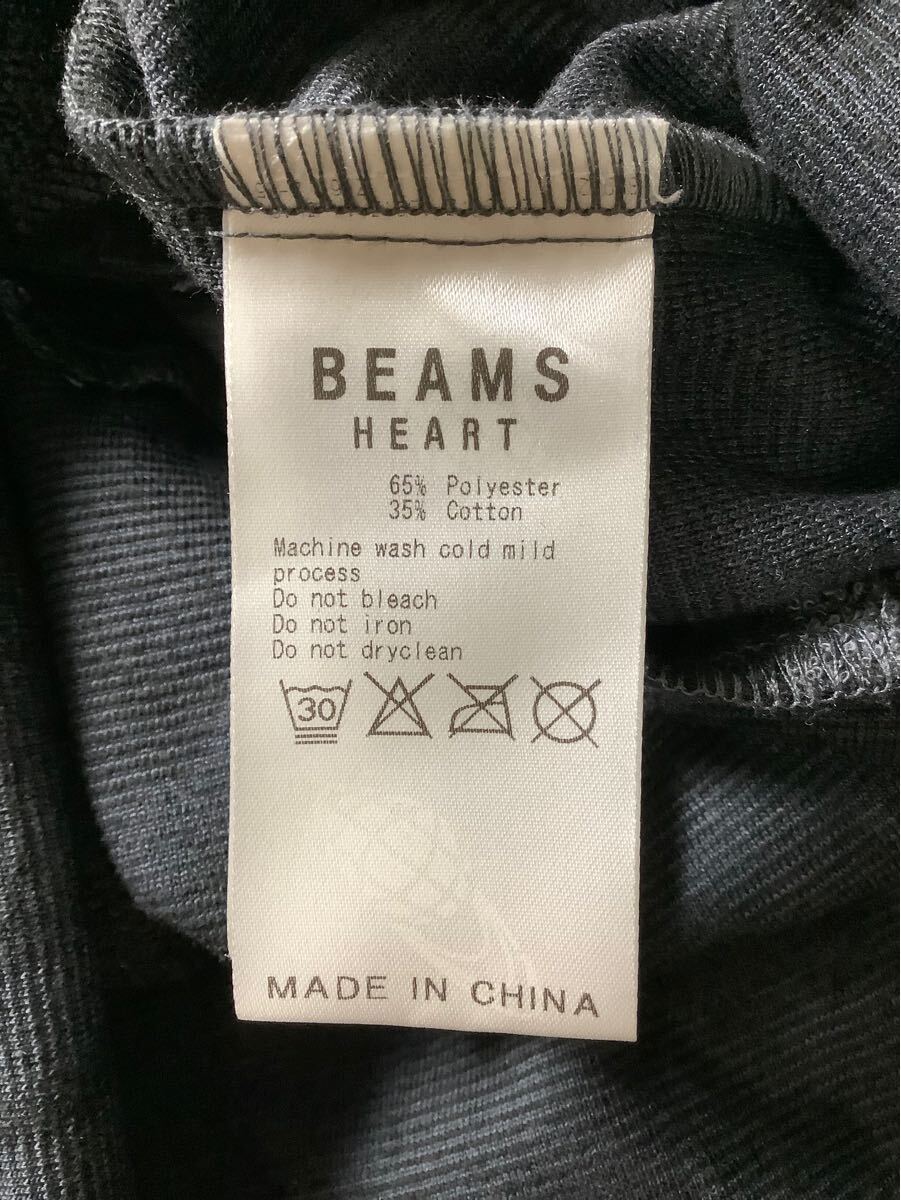 BEAMS
HEART
65% Polyester
35% Cotton
Machine wash cold mild
process
Do not bleach
Do not iron
Do not dryclean
30
MADE IN CHINA